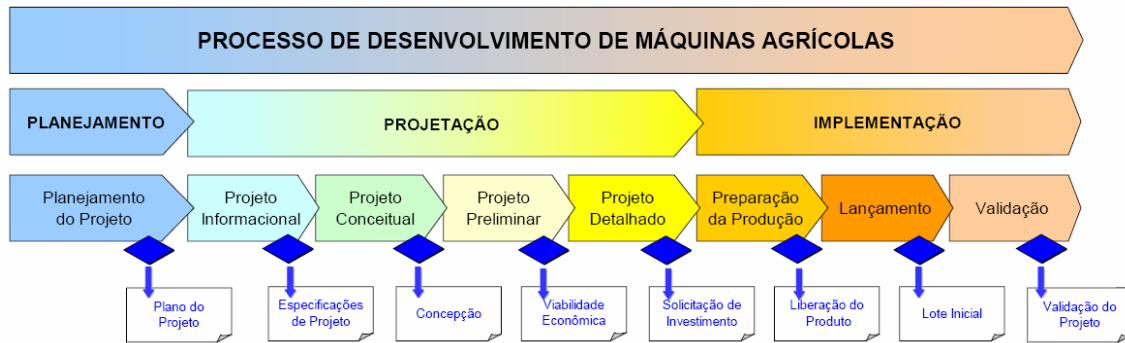 PROCESSO DE DESENVOLVIMENTO DE MÁQUINAS AGRÍCOLAS
PLANEJAMENTO
PROJETAÇÃO
IMPLEMENTAÇÃO
Planejamento
do Projeto
Projeto
Informacional
Projeto
Conceitual
Projeto
Preliminar
Projeto
Detalhado
Preparação
da Produção
Lançamento
Validação
Plano do
Projeto
Especificações
de Projeto
Concepção
Viabilidade
Econômica
Solicitação de
Investimento
Liberação do
Produto
Lote Inicial
Validação do
Projeto